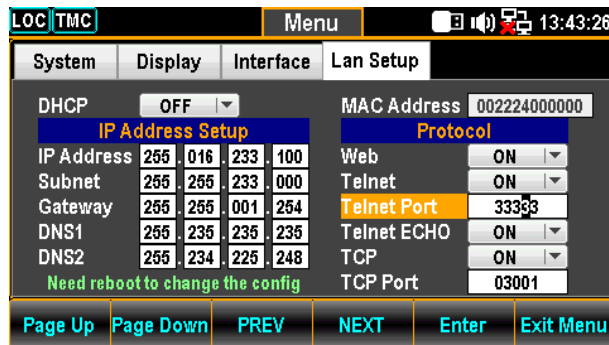 LOC TMC Menu 13:43:26
System Display Interface Lan Setup
DHCP OFF MAC Address 002224000000
IP Address Setup Protocol
IP Address 255 . 016 . 233 . 100 Web ON
Subnet 255 . 255 . 233 . 000 Telnet ON
Gateway 255 . 255 . 001 . 254 Telnet Port 33333
DNS1 255 . 235 . 235 . 235 Telnet ECHO ON
DNS2 255 . 234 . 225 . 248 TCP ON
Need reboot to change the config TCP Port 03001
Page Up Page Down PREV NEXT Enter Exit Menu